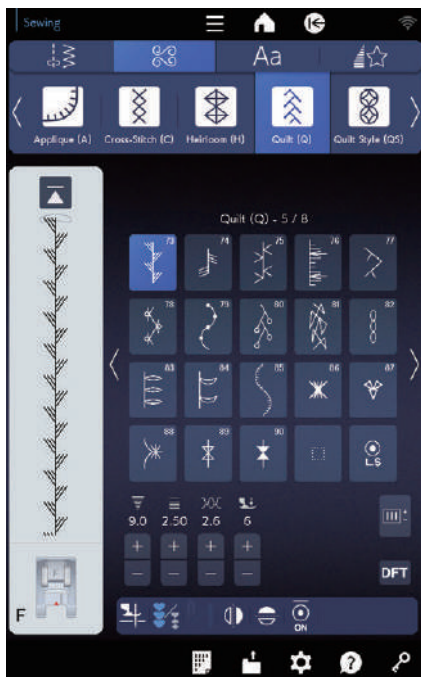 Sewing
Aa
Applique (A) Cross-Stitch (C) Heirloom (H) Quilt (Q) Quilt Style (QS)
Quilt (Q) - 5 / 8
73 74 75 76 77
78 79 80 81 82
83 84 85 86 87
88 89 90
LS
9.0 2.50 2.6 6
+ + + +
− − − −
DFT
F
ON
?